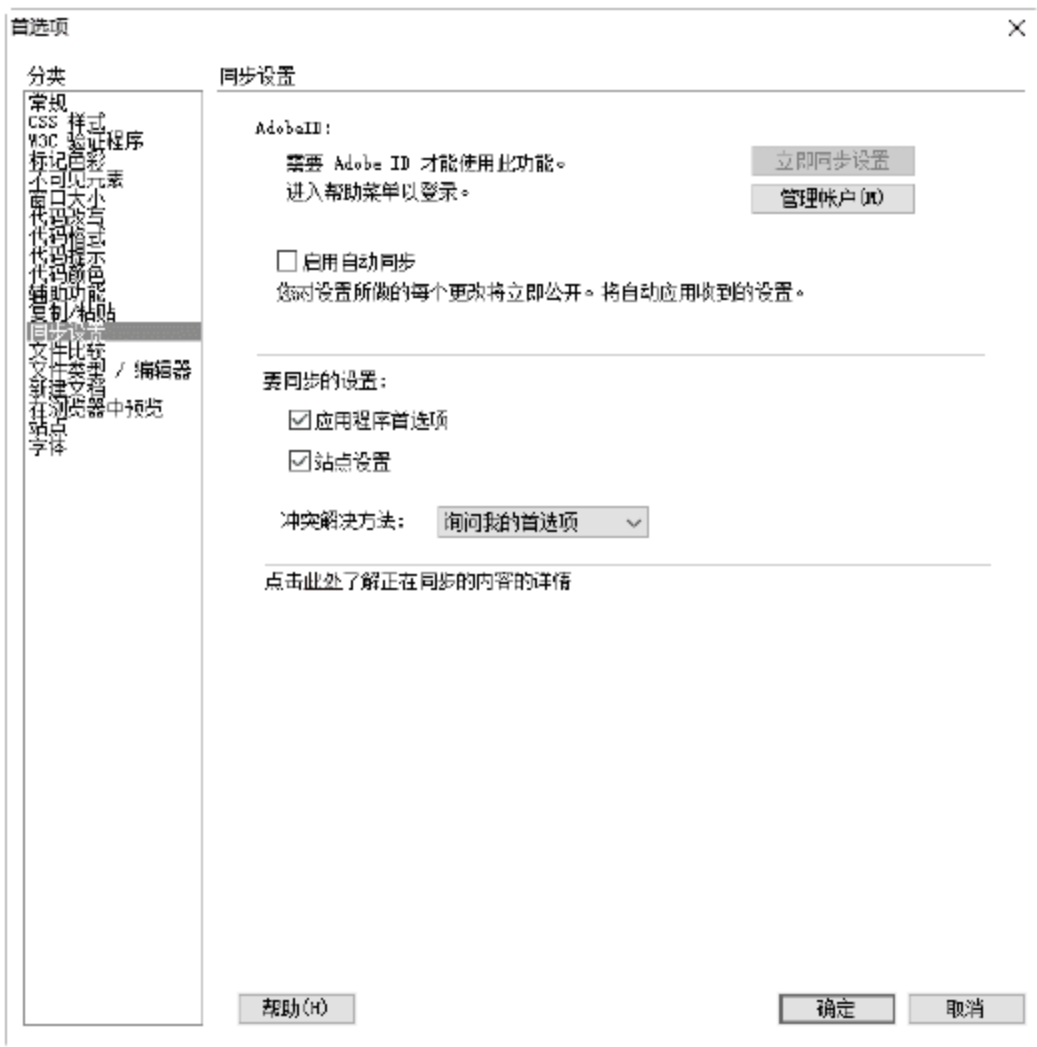 首选项
分类
常规
CSS 样式
W3C 验证程序
标记色彩
不可见元素
窗口大小
代码改写
代码格式
代码提示
代码颜色
辅助功能
复制/粘贴
同步设置
文件比较
文件类型 / 编辑器
新建文档
在浏览器中预览
站点
字体
同步设置
AdobeID:
需要 Adobe ID 才能使用此功能。
进入帮助菜单以登录。
立即同步设置
管理帐户(M)
启用自动同步
您对设置所做的每个更改将立即公开。将自动应用收到的设置。
要同步的设置:
应用程序首选项
站点设置
冲突解决方法: 询问我的首选项
点击此处了解正在同步的内容的详情
帮助(H) 确定 取消